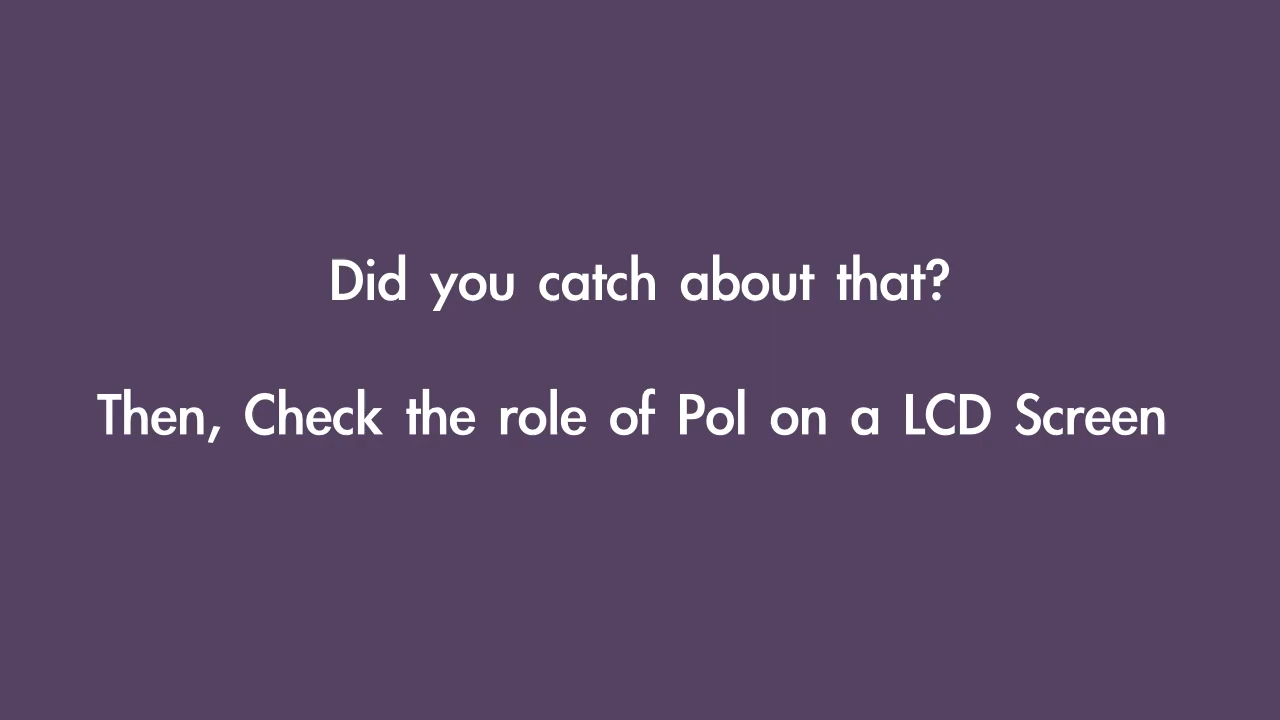 Did you catch about that?
Then, Check the role of Pol on a LCD Screen